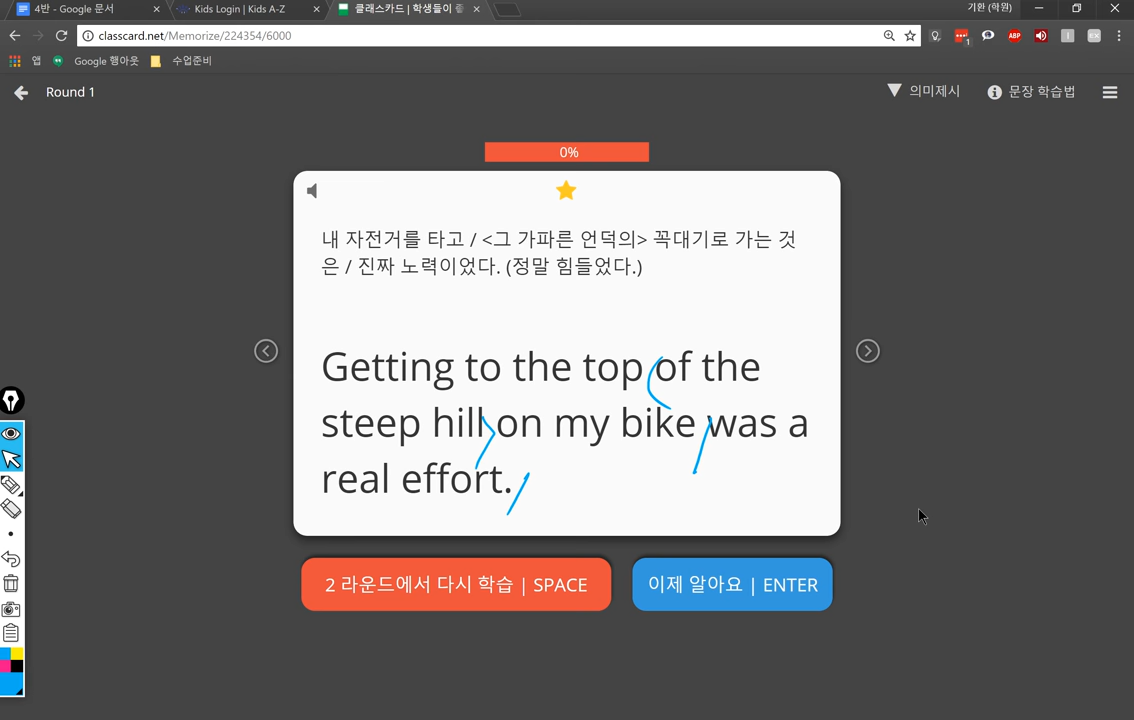 4반 - Google 문서
Kids Login | Kids A-Z
클래스카드 | 학생들이 좋
기환 (학원)
classcard.net/Memorize/224354/6000
앱
Google 행아웃
수업준비
Round 1
의미제시
문장 학습법
0%
내 자전거를 타고 / <그 가파른 언덕의> 꼭대기로 가는 것
은 / 진짜 노력이었다. (정말 힘들었다.)
Getting to the top of the
steep hill on my bike was a
real effort.
2 라운드에서 다시 학습 | SPACE
이제 알아요 | ENTER